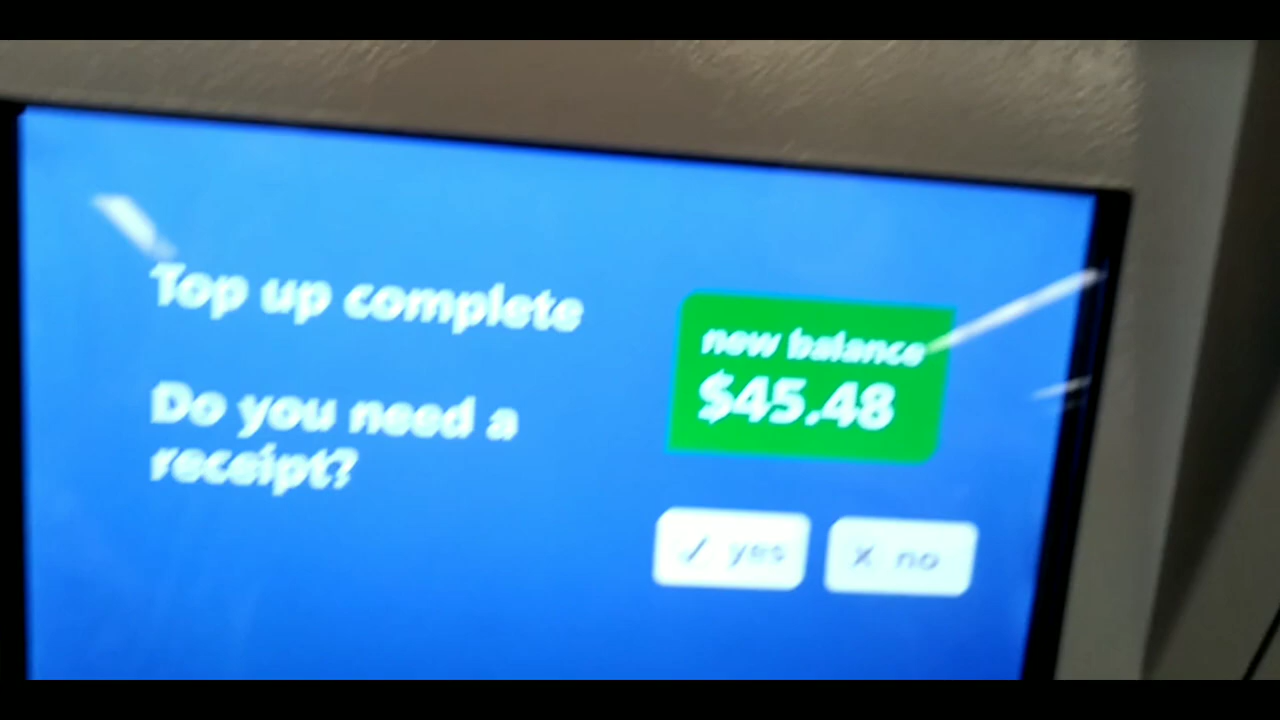 Top up complete
new balance
$45.48
Do you need a
receipt?
✓ yes
X no